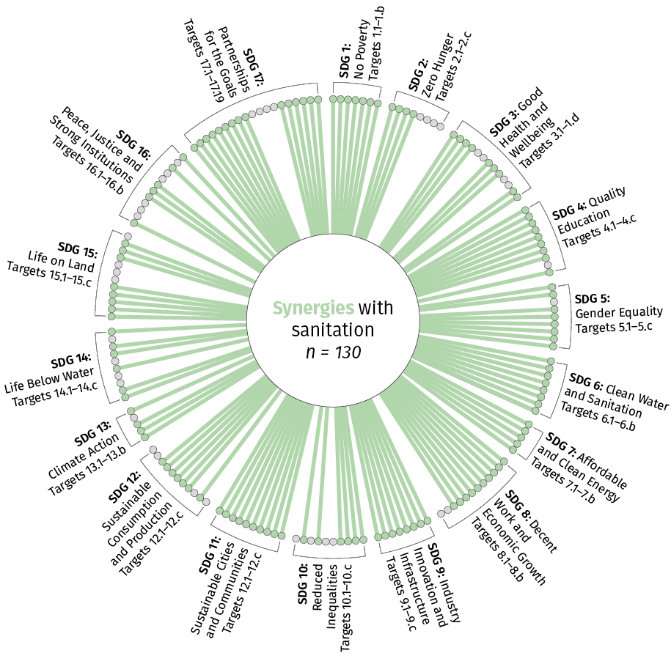 Synergies with
sanitation
n = 130
SDG 1:
No Poverty
Targets 1.1–1.b
SDG 2:
Zero Hunger
Targets 2.1–2.c
SDG 3: Good
Health and
Wellbeing
Targets 3.1–1.d
SDG 4: Quality
Education
Targets 4.1–4.c
SDG 5:
Gender Equality
Targets 5.1–5.c
SDG 6: Clean Water
and Sanitation
Targets 6.1–6.b
SDG 7: Affordable
and Clean Energy
Targets 7.1–7.b
SDG 8: Decent
Work and
Economic Growth
Targets 8.1–8.b
SDG 9: Industry
Innovation and
Infrastructure
Targets 9.1–9.c
SDG 10:
Reduced
Inequalities
Targets 10.1–10.c
SDG 11:
Sustainable Cities
and Communities
Targets 12.1–12.c
SDG 12:
Sustainable
Consumption
and Production
Targets 12.1–12.c
SDG 13:
Climate Action
Targets 13.1–13.b
SDG 14:
Life Below Water
Targets 14.1–14.c
SDG 15:
Life on Land
Targets 15.1–15.c
SDG 16:
Peace, Justice and
Strong Institutions
Targets 16.1–16.b
SDG 17:
Partnerships
for the Goals
Targets 17.1–17.19